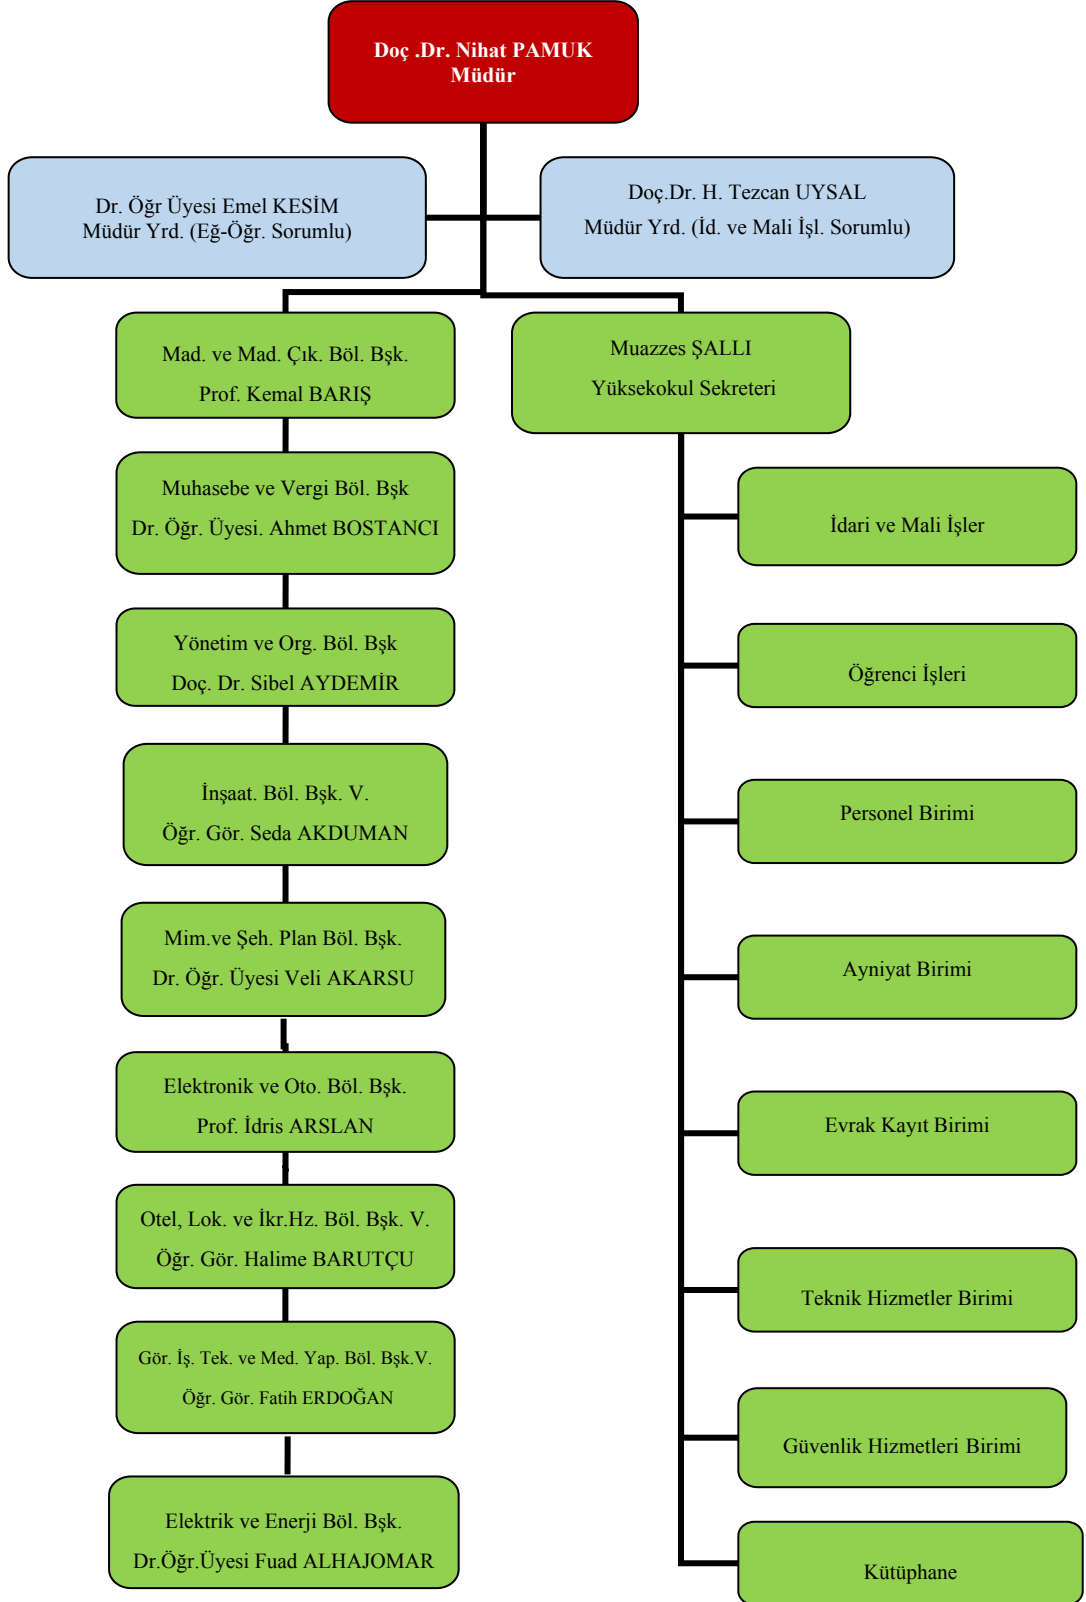 Doç .Dr. Nihat PAMUK
Müdür
Dr. Öğr Üyesi Emel KESİM
Müdür Yrd. (Eğ-Öğr. Sorumlu)
Doç.Dr. H. Tezcan UYSAL
Müdür Yrd. (İd. ve Mali İşl. Sorumlu)
Mad. ve Mad. Çık. Böl. Bşk.
Prof. Kemal BARIŞ
Muhasebe ve Vergi Böl. Bşk
Dr. Öğr. Üyesi. Ahmet BOSTANCI
Yönetim ve Org. Böl. Bşk
Doç. Dr. Sibel AYDEMİR
İnşaat. Böl. Bşk. V.
Öğr. Gör. Seda AKDUMAN
Mim.ve Şeh. Plan Böl. Bşk.
Dr. Öğr. Üyesi Veli AKARSU
Elektronik ve Oto. Böl. Bşk.
Prof. İdris ARSLAN
Otel, Lok. ve İkr.Hz. Böl. Bşk. V.
Öğr. Gör. Halime BARUTÇU
Gör. İş. Tek. ve Med. Yap. Böl. Bşk.V.
Öğr. Gör. Fatih ERDOĞAN
Elektrik ve Enerji Böl. Bşk.
Dr.Öğr.Üyesi Fuad ALHAJOMAR
Muazzes ŞALLI
Yüksekokul Sekreteri
İdari ve Mali İşler
Öğrenci İşleri
Personel Birimi
Ayniyat Birimi
Evrak Kayıt Birimi
Teknik Hizmetler Birimi
Güvenlik Hizmetleri Birimi
Kütüphane